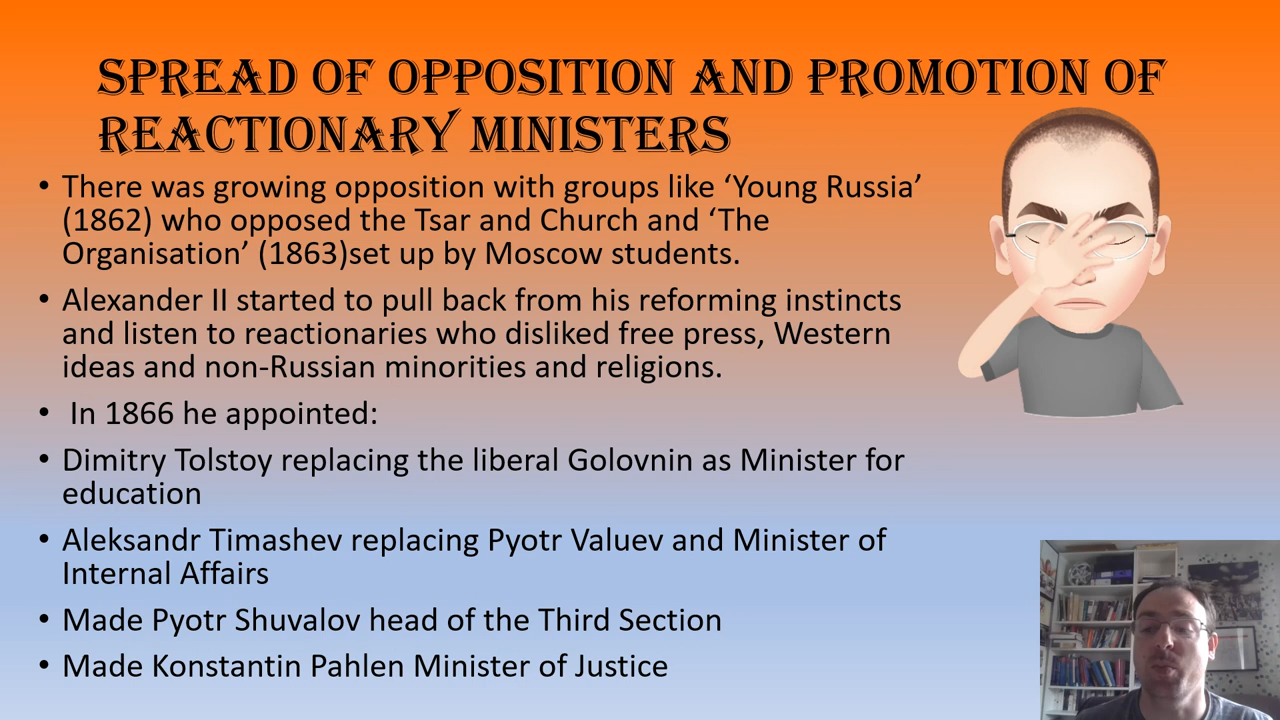 SPREAD OF OPPOSITION AND PROMOTION OF
REACTIONARY MINISTERS
• There was growing opposition with groups like ‘Young Russia’
(1862) who opposed the Tsar and Church and ‘The
Organisation’ (1863)set up by Moscow students.
• Alexander II started to pull back from his reforming instincts
and listen to reactionaries who disliked free press, Western
ideas and non-Russian minorities and religions.
• In 1866 he appointed:
• Dimitry Tolstoy replacing the liberal Golovnin as Minister for
education
• Aleksandr Timashev replacing Pyotr Valuev and Minister of
Internal Affairs
• Made Pyotr Shuvalov head of the Third Section
• Made Konstantin Pahlen Minister of Justice